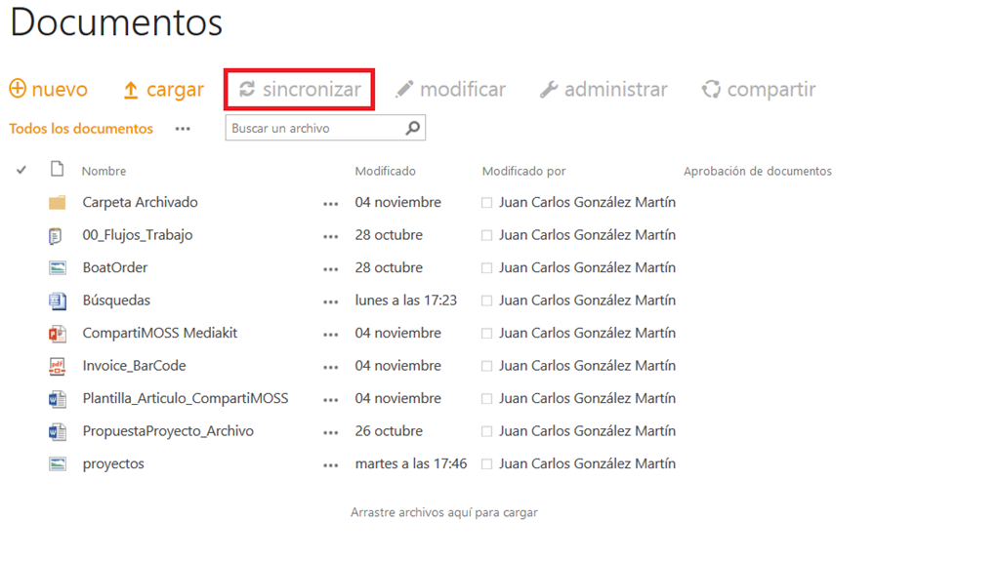 Documentos
nuevo cargar sincronizar modificar administrar compartir
Todos los documentos ••• Buscar un archivo
Nombre Modificado Modificado por Aprobación de documentos
Carpeta Archivado ••• 04 noviembre Juan Carlos González Martín
00_Flujos_Trabajo ••• 28 octubre Juan Carlos González Martín
BoatOrder ••• 28 octubre Juan Carlos González Martín
Búsquedas ••• lunes a las 17:23 Juan Carlos González Martín
CompartiMOSS Mediakit ••• 04 noviembre Juan Carlos González Martín
Invoice_BarCode ••• 04 noviembre Juan Carlos González Martín
Plantilla_Articulo_CompartiMOSS ••• 04 noviembre Juan Carlos González Martín
PropuestaProyecto_Archivo ••• 26 octubre Juan Carlos González Martín
proyectos ••• martes a las 17:46 Juan Carlos González Martín
Arrastre archivos aquí para cargar